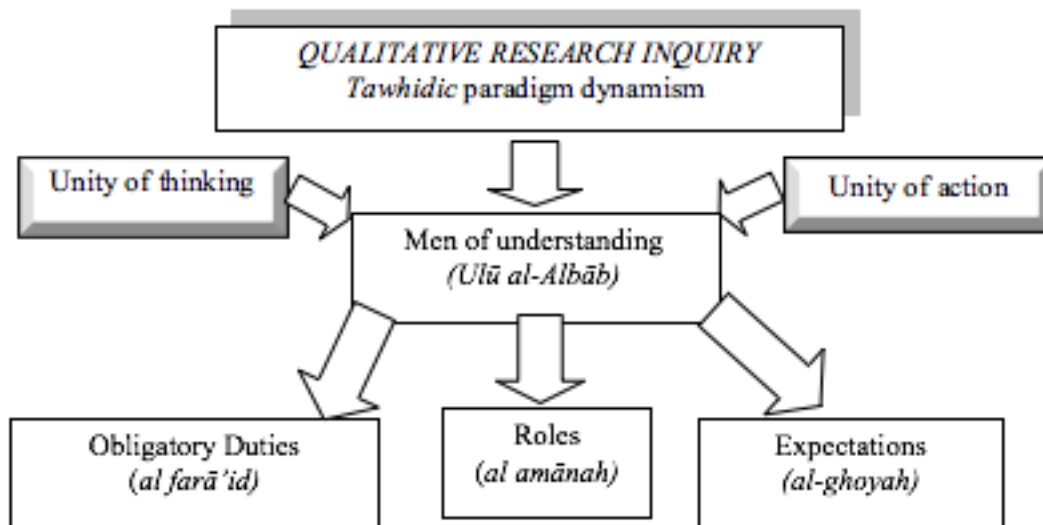 QUALITATIVE RESEARCH INQUIRY
Tawhidic paradigm dynamism
Unity of thinking
Unity of action
Men of understanding
(Ulū al-Albāb)
Obligatory Duties
(al farā'id)
Roles
(al amānah)
Expectations
(al-ghoyah)